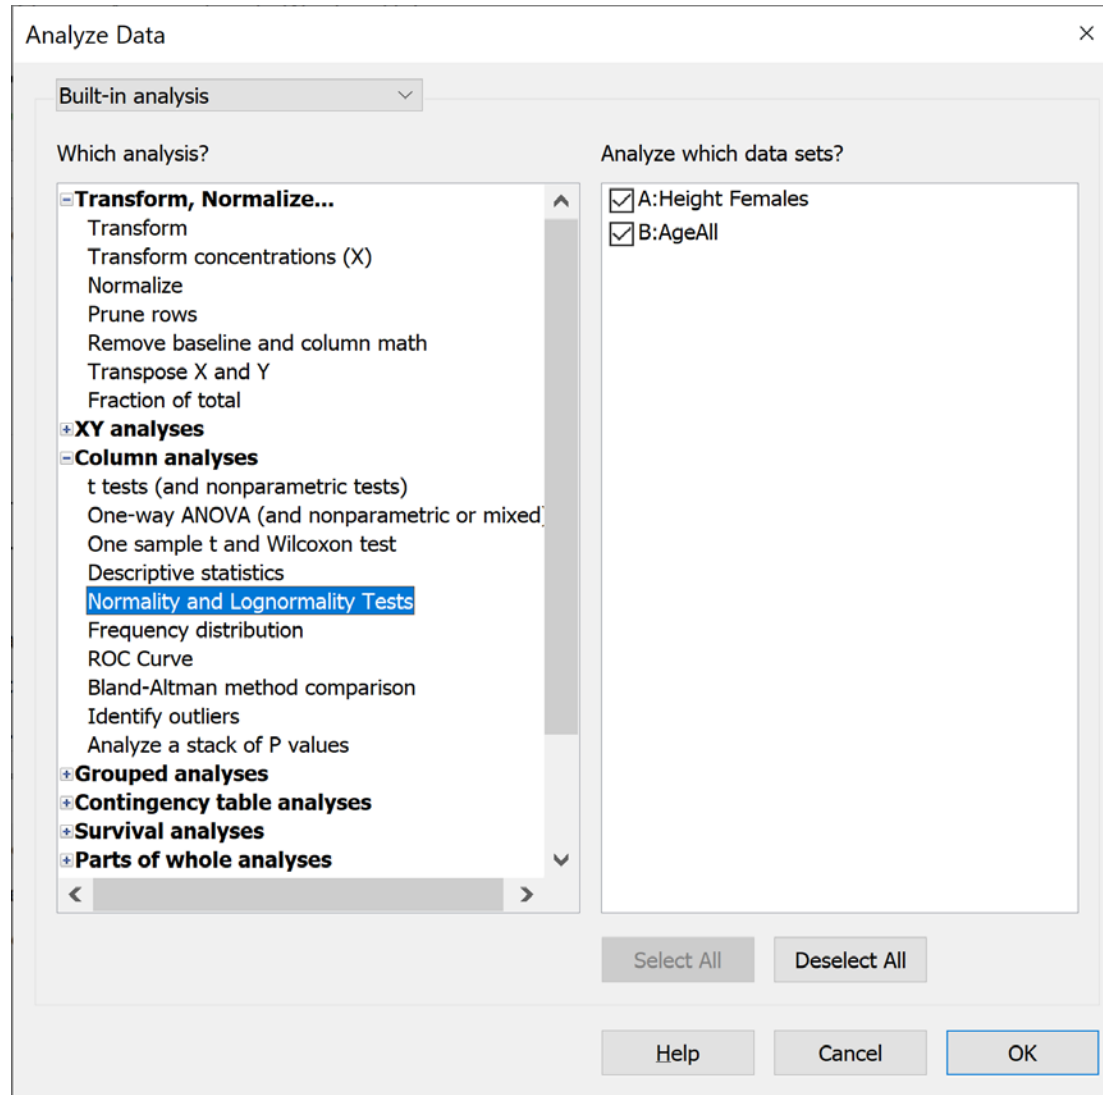 Analyze Data
Built-in analysis
Which analysis?
Transform, Normalize...
Transform
Transform concentrations (X)
Normalize
Prune rows
Remove baseline and column math
Transpose X and Y
Fraction of total
XY analyses
Column analyses
t tests (and nonparametric tests)
One-way ANOVA (and nonparametric or mixed)
One sample t and Wilcoxon test
Descriptive statistics
Normality and Lognormality Tests
Frequency distribution
ROC Curve
Bland-Altman method comparison
Identify outliers
Analyze a stack of P values
Grouped analyses
Contingency table analyses
Survival analyses
Parts of whole analyses
Analyze which data sets?
A:Height Females
B:AgeAll
Select All
Deselect All
Help
Cancel
OK